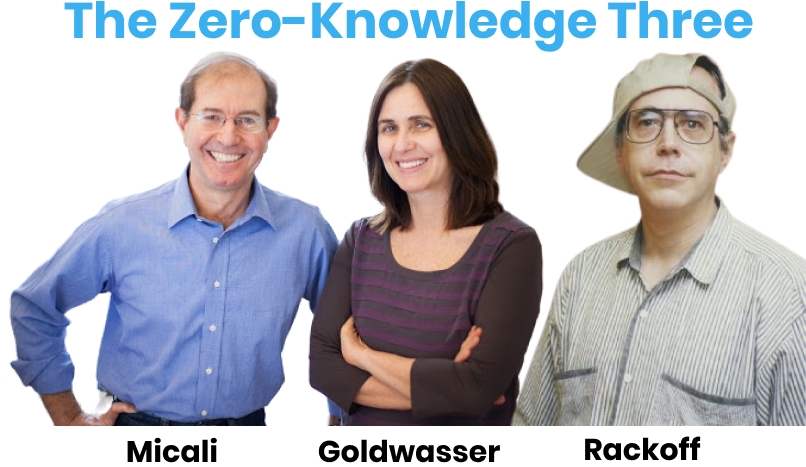 The Zero-Knowledge Three
Micali Goldwasser Rackoff